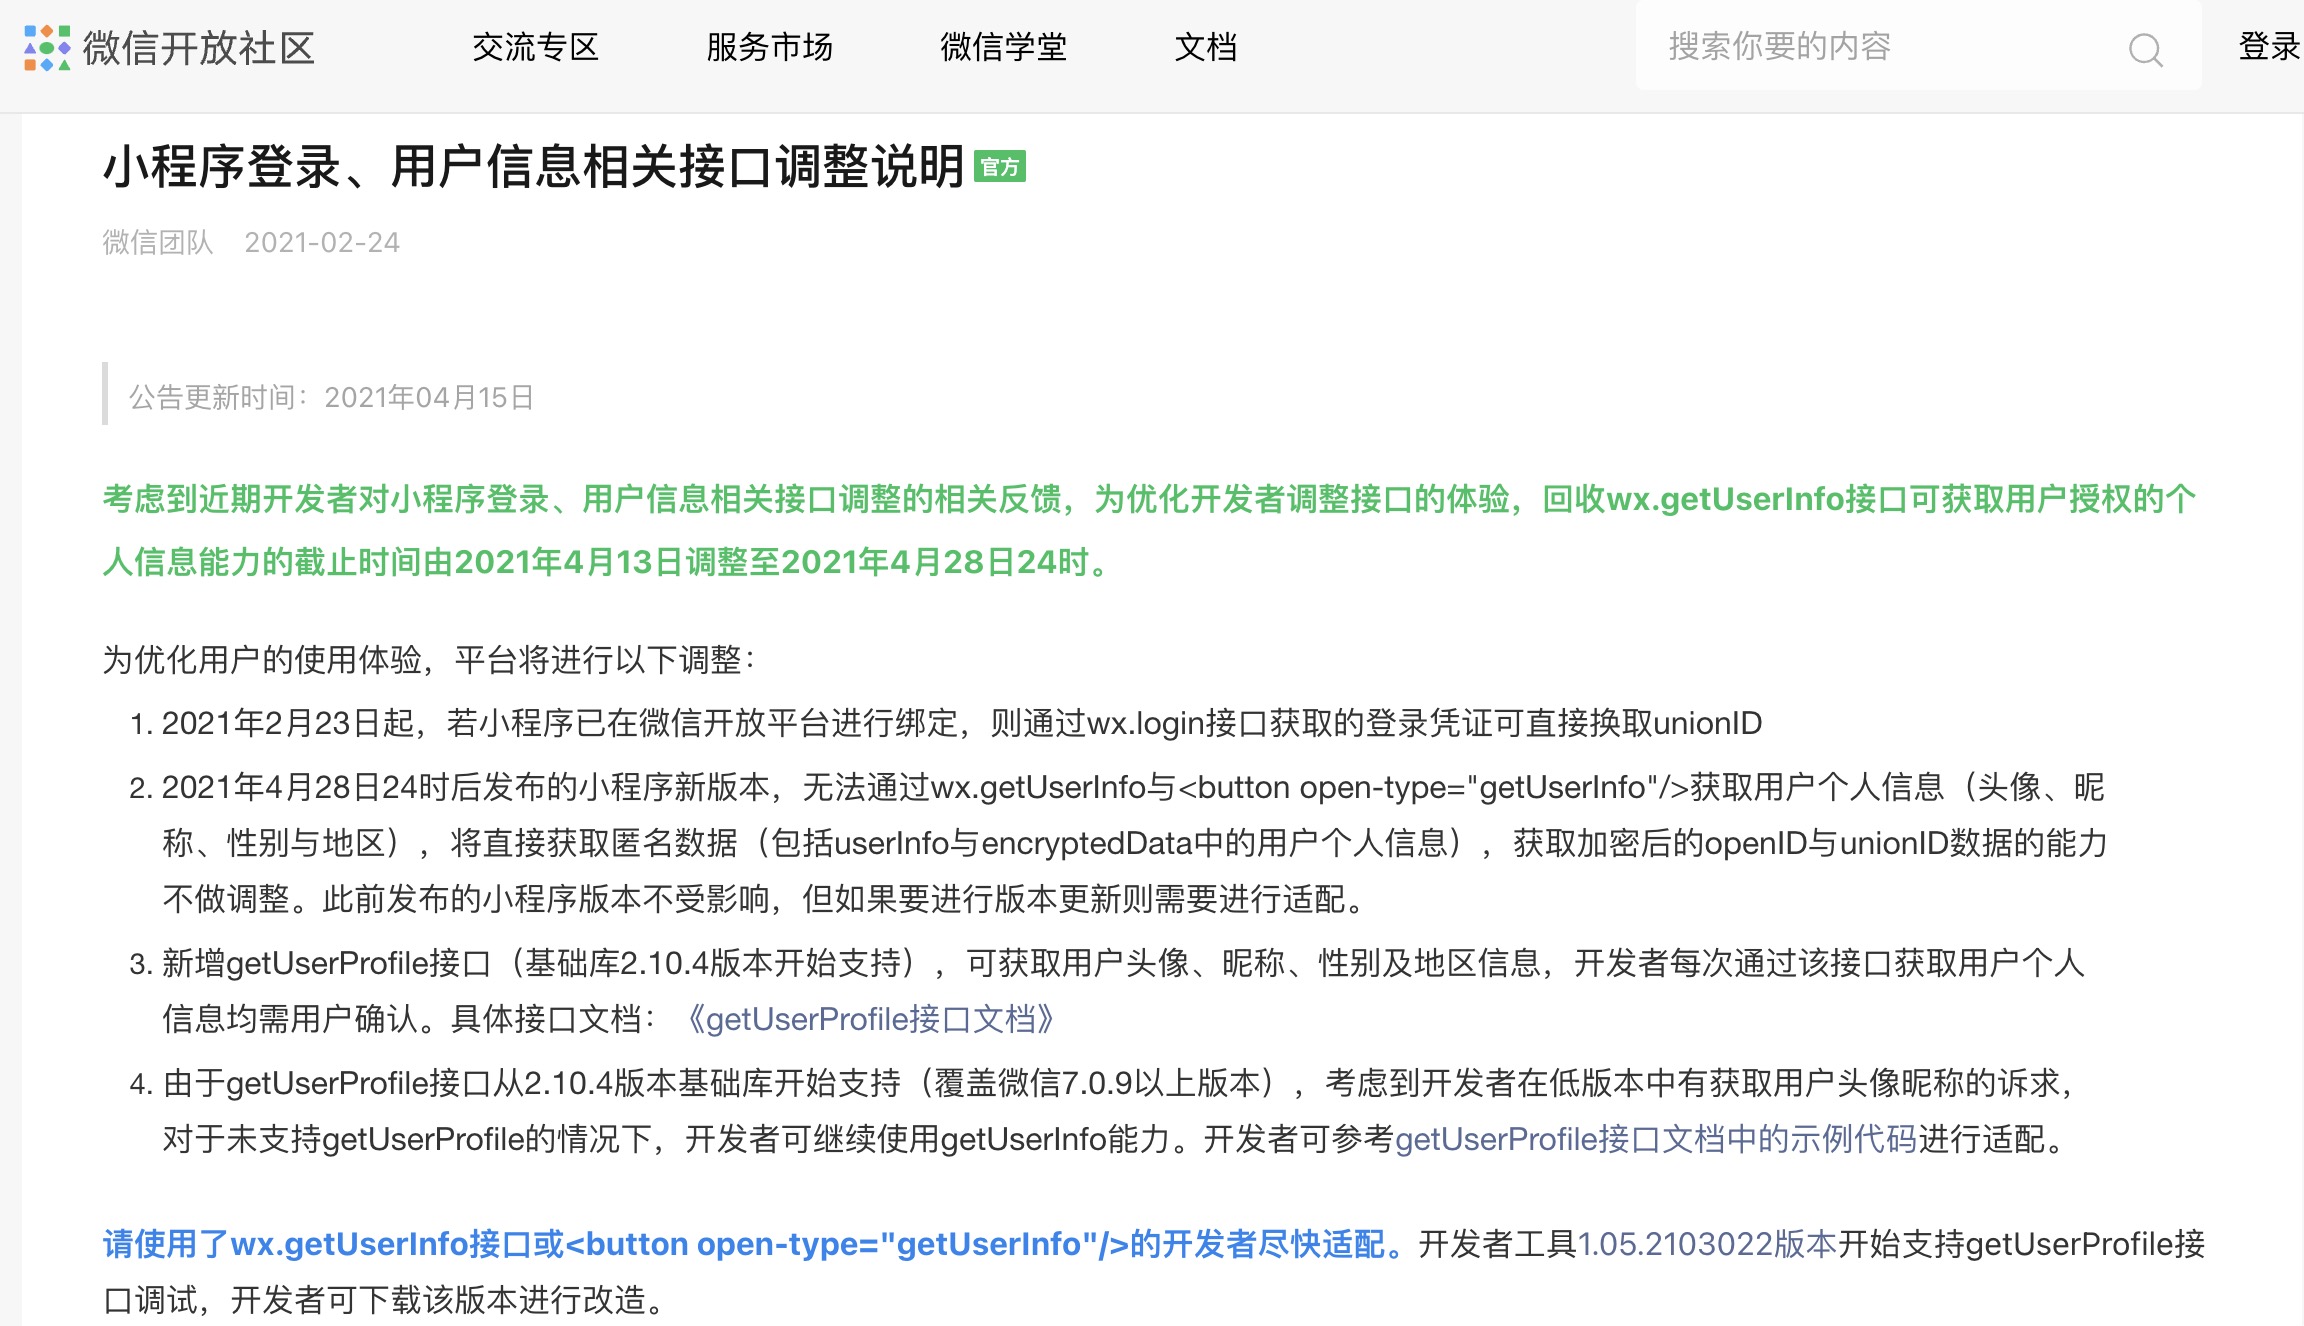 微信开放社区 交流专区 服务市场 微信学堂 文档 搜索你要的内容 登录
小程序登录、用户信息相关接口调整说明 官方
微信团队 2021-02-24
公告更新时间：2021年04月15日
考虑到近期开发者对小程序登录、用户信息相关接口调整的相关反馈，为优化开发者调整接口的体验，回收wx.getUserInfo接口可获取用户授权的个
人信息能力的截止时间由2021年4月13日调整至2021年4月28日24时。
为优化用户的使用体验，平台将进行以下调整：
1. 2021年2月23日起，若小程序已在微信开放平台进行绑定，则通过wx.login接口获取的登录凭证可直接换取unionID
2. 2021年4月28日24时后发布的小程序新版本，无法通过wx.getUserInfo与<button open-type="getUserInfo"/>获取用户个人信息（头像、昵
称、性别与地区），将直接获取匿名数据（包括userInfo与encryptedData中的用户个人信息），获取加密后的openID与unionID数据的能力
不做调整。此前发布的小程序版本不受影响，但如果要进行版本更新则需要进行适配。
3. 新增getUserProfile接口（基础库2.10.4版本开始支持），可获取用户头像、昵称、性别及地区信息，开发者每次通过该接口获取用户个人
信息均需用户确认。具体接口文档：《getUserProfile接口文档》
4. 由于getUserProfile接口从2.10.4版本基础库开始支持（覆盖微信7.0.9以上版本），考虑到开发者在低版本中有获取用户头像昵称的诉求，
对于未支持getUserProfile的情况下，开发者可继续使用getUserInfo能力。开发者可参考getUserProfile接口文档中的示例代码进行适配。
请使用了wx.getUserInfo接口或<button open-type="getUserInfo"/>的开发者尽快适配。开发者工具1.05.2103022版本开始支持getUserProfile接
口调试，开发者可下载该版本进行改造。